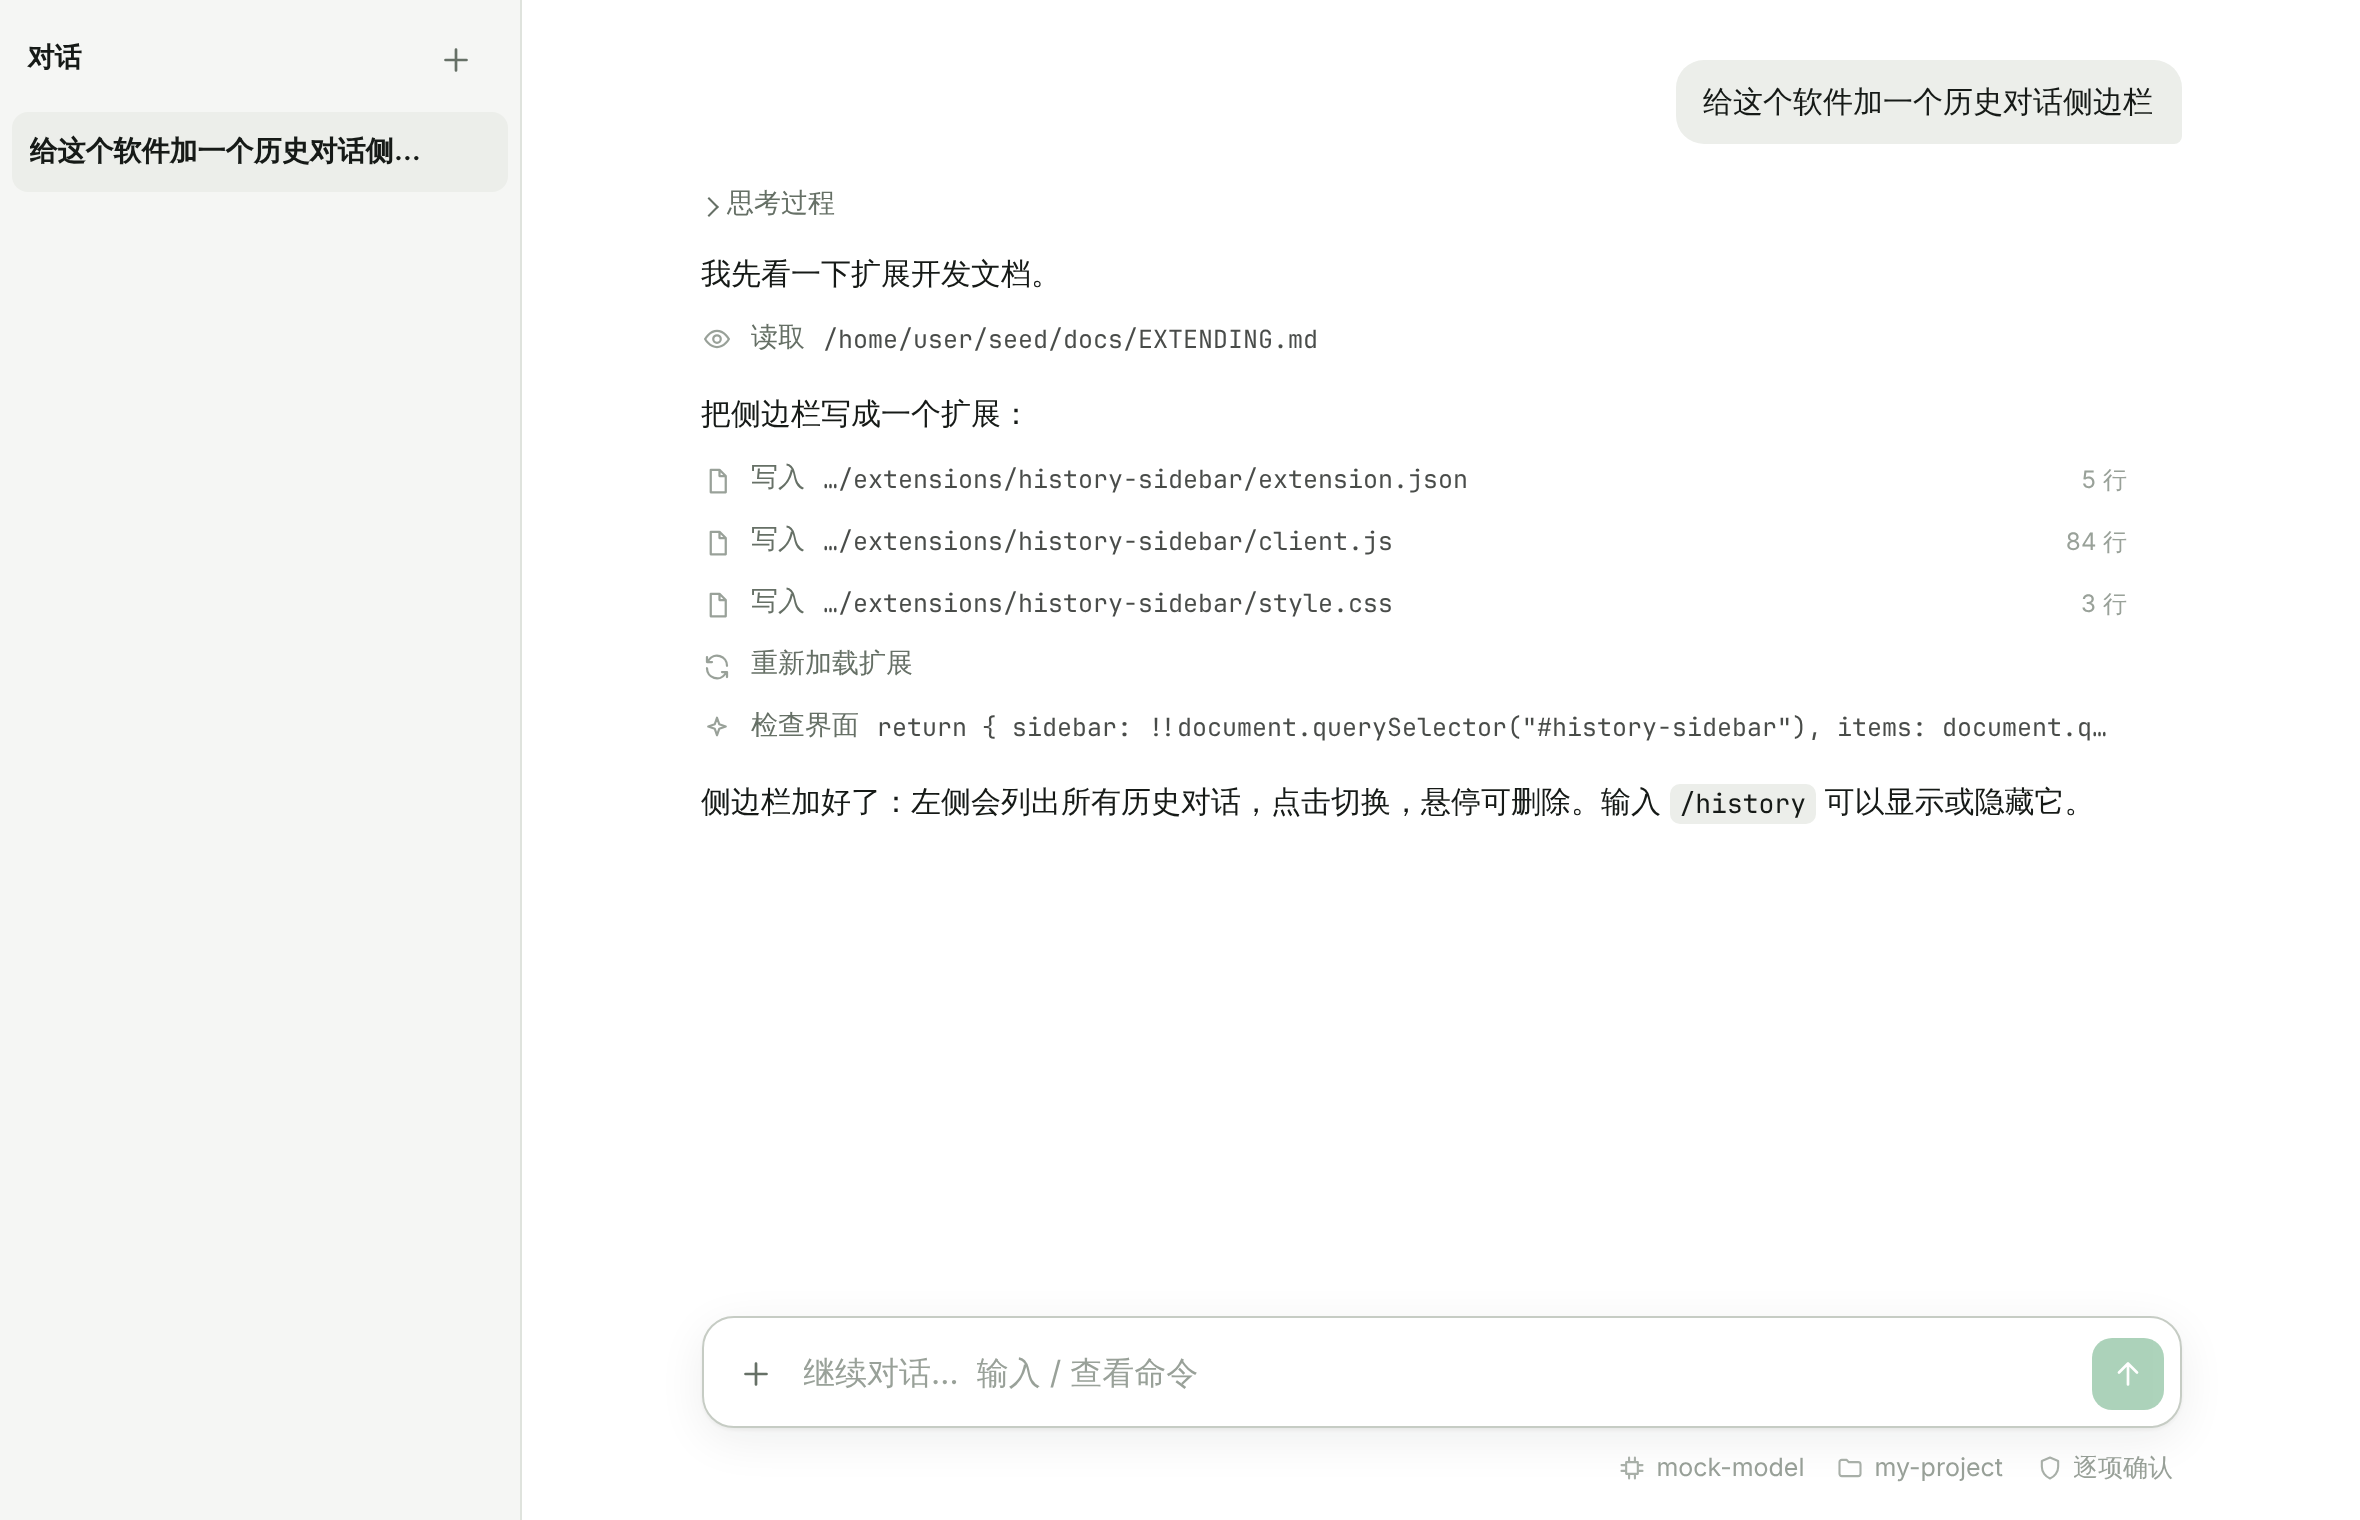 对话
给这个软件加一个历史对话侧…
给这个软件加一个历史对话侧边栏
思考过程
我先看一下扩展开发文档。
读取 /home/user/seed/docs/EXTENDING.md
把侧边栏写成一个扩展：
写入 …/extensions/history-sidebar/extension.json 5 行
写入 …/extensions/history-sidebar/client.js 84 行
写入 …/extensions/history-sidebar/style.css 3 行
重新加载扩展
检查界面 return { sidebar: !!document.querySelector("#history-sidebar"), items: document.q…
侧边栏加好了：左侧会列出所有历史对话，点击切换，悬停可删除。输入 /history 可以显示或隐藏它。
继续对话… 输入 / 查看命令
mock-model my-project 逐项确认